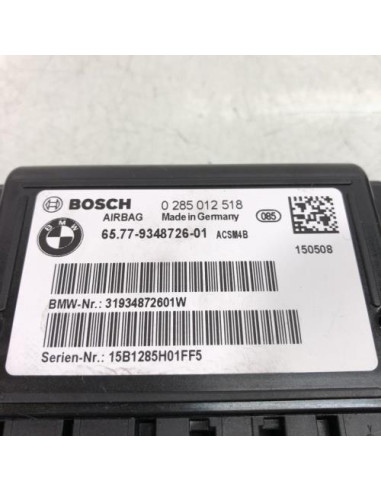 BOSCH 0 285 012 518
AIRBAG Made in Germany 085
BMW 65.77-9348726-01 ACSM4B
150508
BMW-Nr.: 31934872601W
Serien-Nr.: 15B1285H01FF5